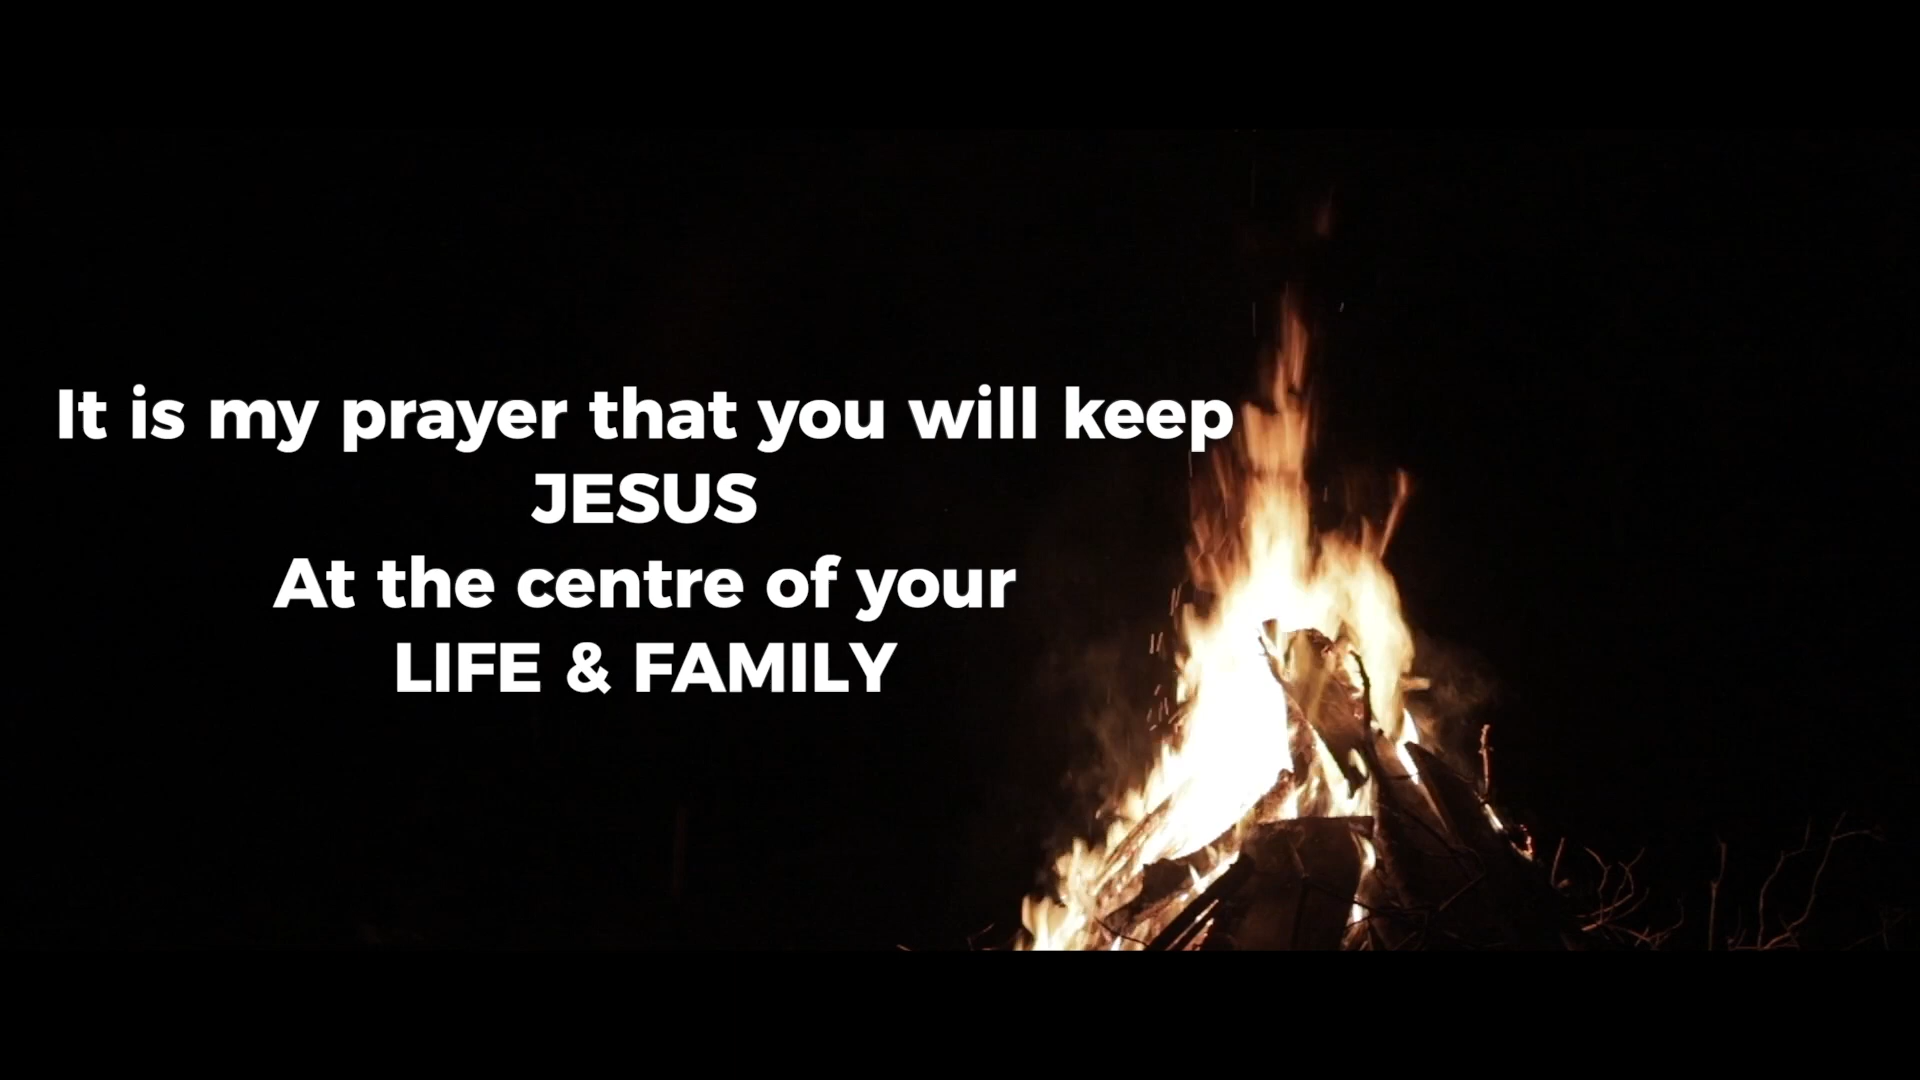 It is my prayer that you will keep
JESUS
At the centre of your
LIFE & FAMILY